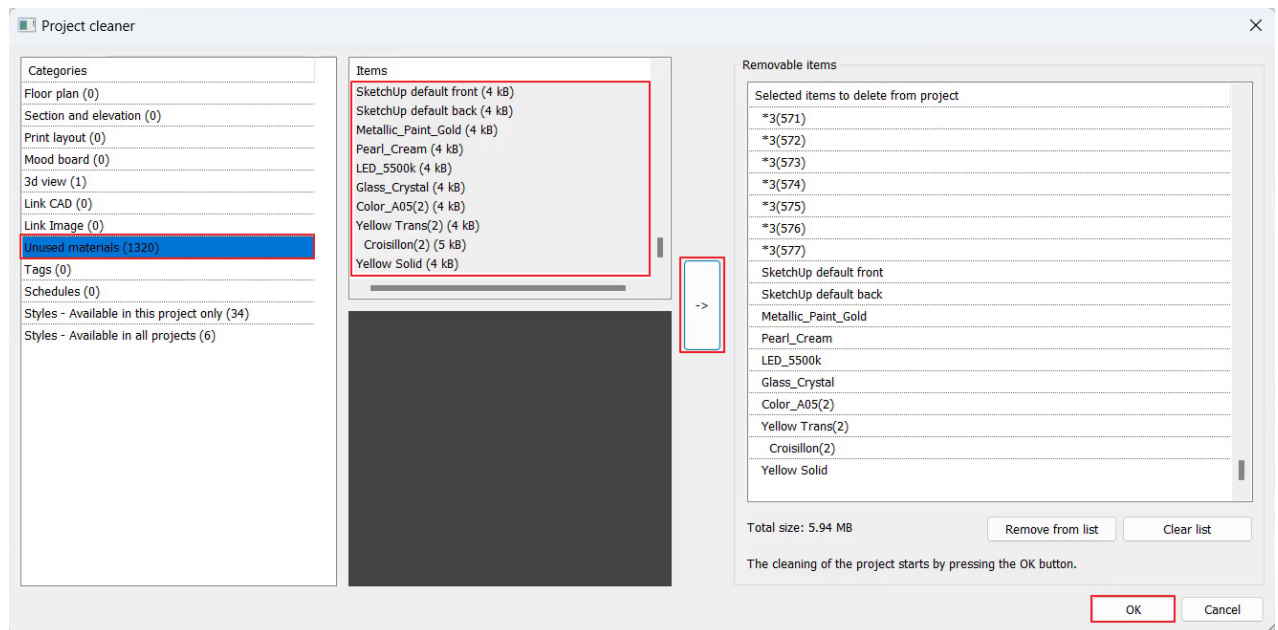 Project cleaner
Categories
Floor plan (0)
Section and elevation (0)
Print layout (0)
Mood board (0)
3d view (1)
Link CAD (0)
Link Image (0)
Unused materials (1320)
Tags (0)
Schedules (0)
Styles - Available in this project only (34)
Styles - Available in all projects (6)
Items
SketchUp default front (4 kB)
SketchUp default back (4 kB)
Metallic_Paint_Gold (4 kB)
Pearl_Cream (4 kB)
LED_5500k (4 kB)
Glass_Crystal (4 kB)
Color_A05(2) (4 kB)
Yellow Trans(2) (4 kB)
Croisillon(2) (5 kB)
Yellow Solid (4 kB)
->
Removable items
Selected items to delete from project
*3(571)
*3(572)
*3(573)
*3(574)
*3(575)
*3(576)
*3(577)
SketchUp default front
SketchUp default back
Metallic_Paint_Gold
Pearl_Cream
LED_5500k
Glass_Crystal
Color_A05(2)
Yellow Trans(2)
Croisillon(2)
Yellow Solid
Total size: 5.94 MB
Remove from list
Clear list
The cleaning of the project starts by pressing the OK button.
OK
Cancel